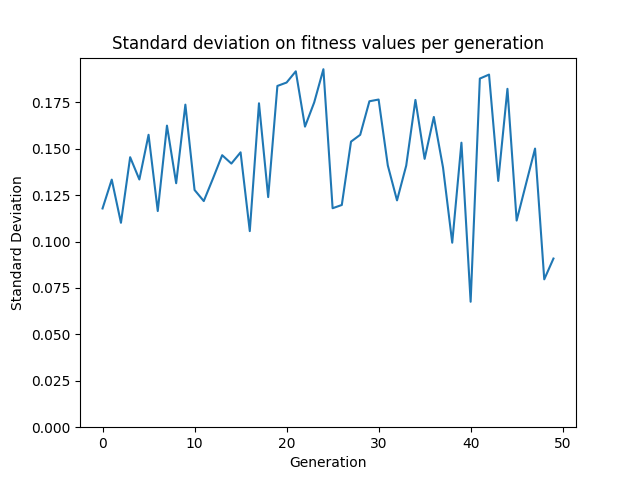 Standard deviation on fitness values per generation
Standard Deviation
0.175
0.150
0.125
0.100
0.075
0.050
0.025
0.000
0 10 20 30 40 50
Generation